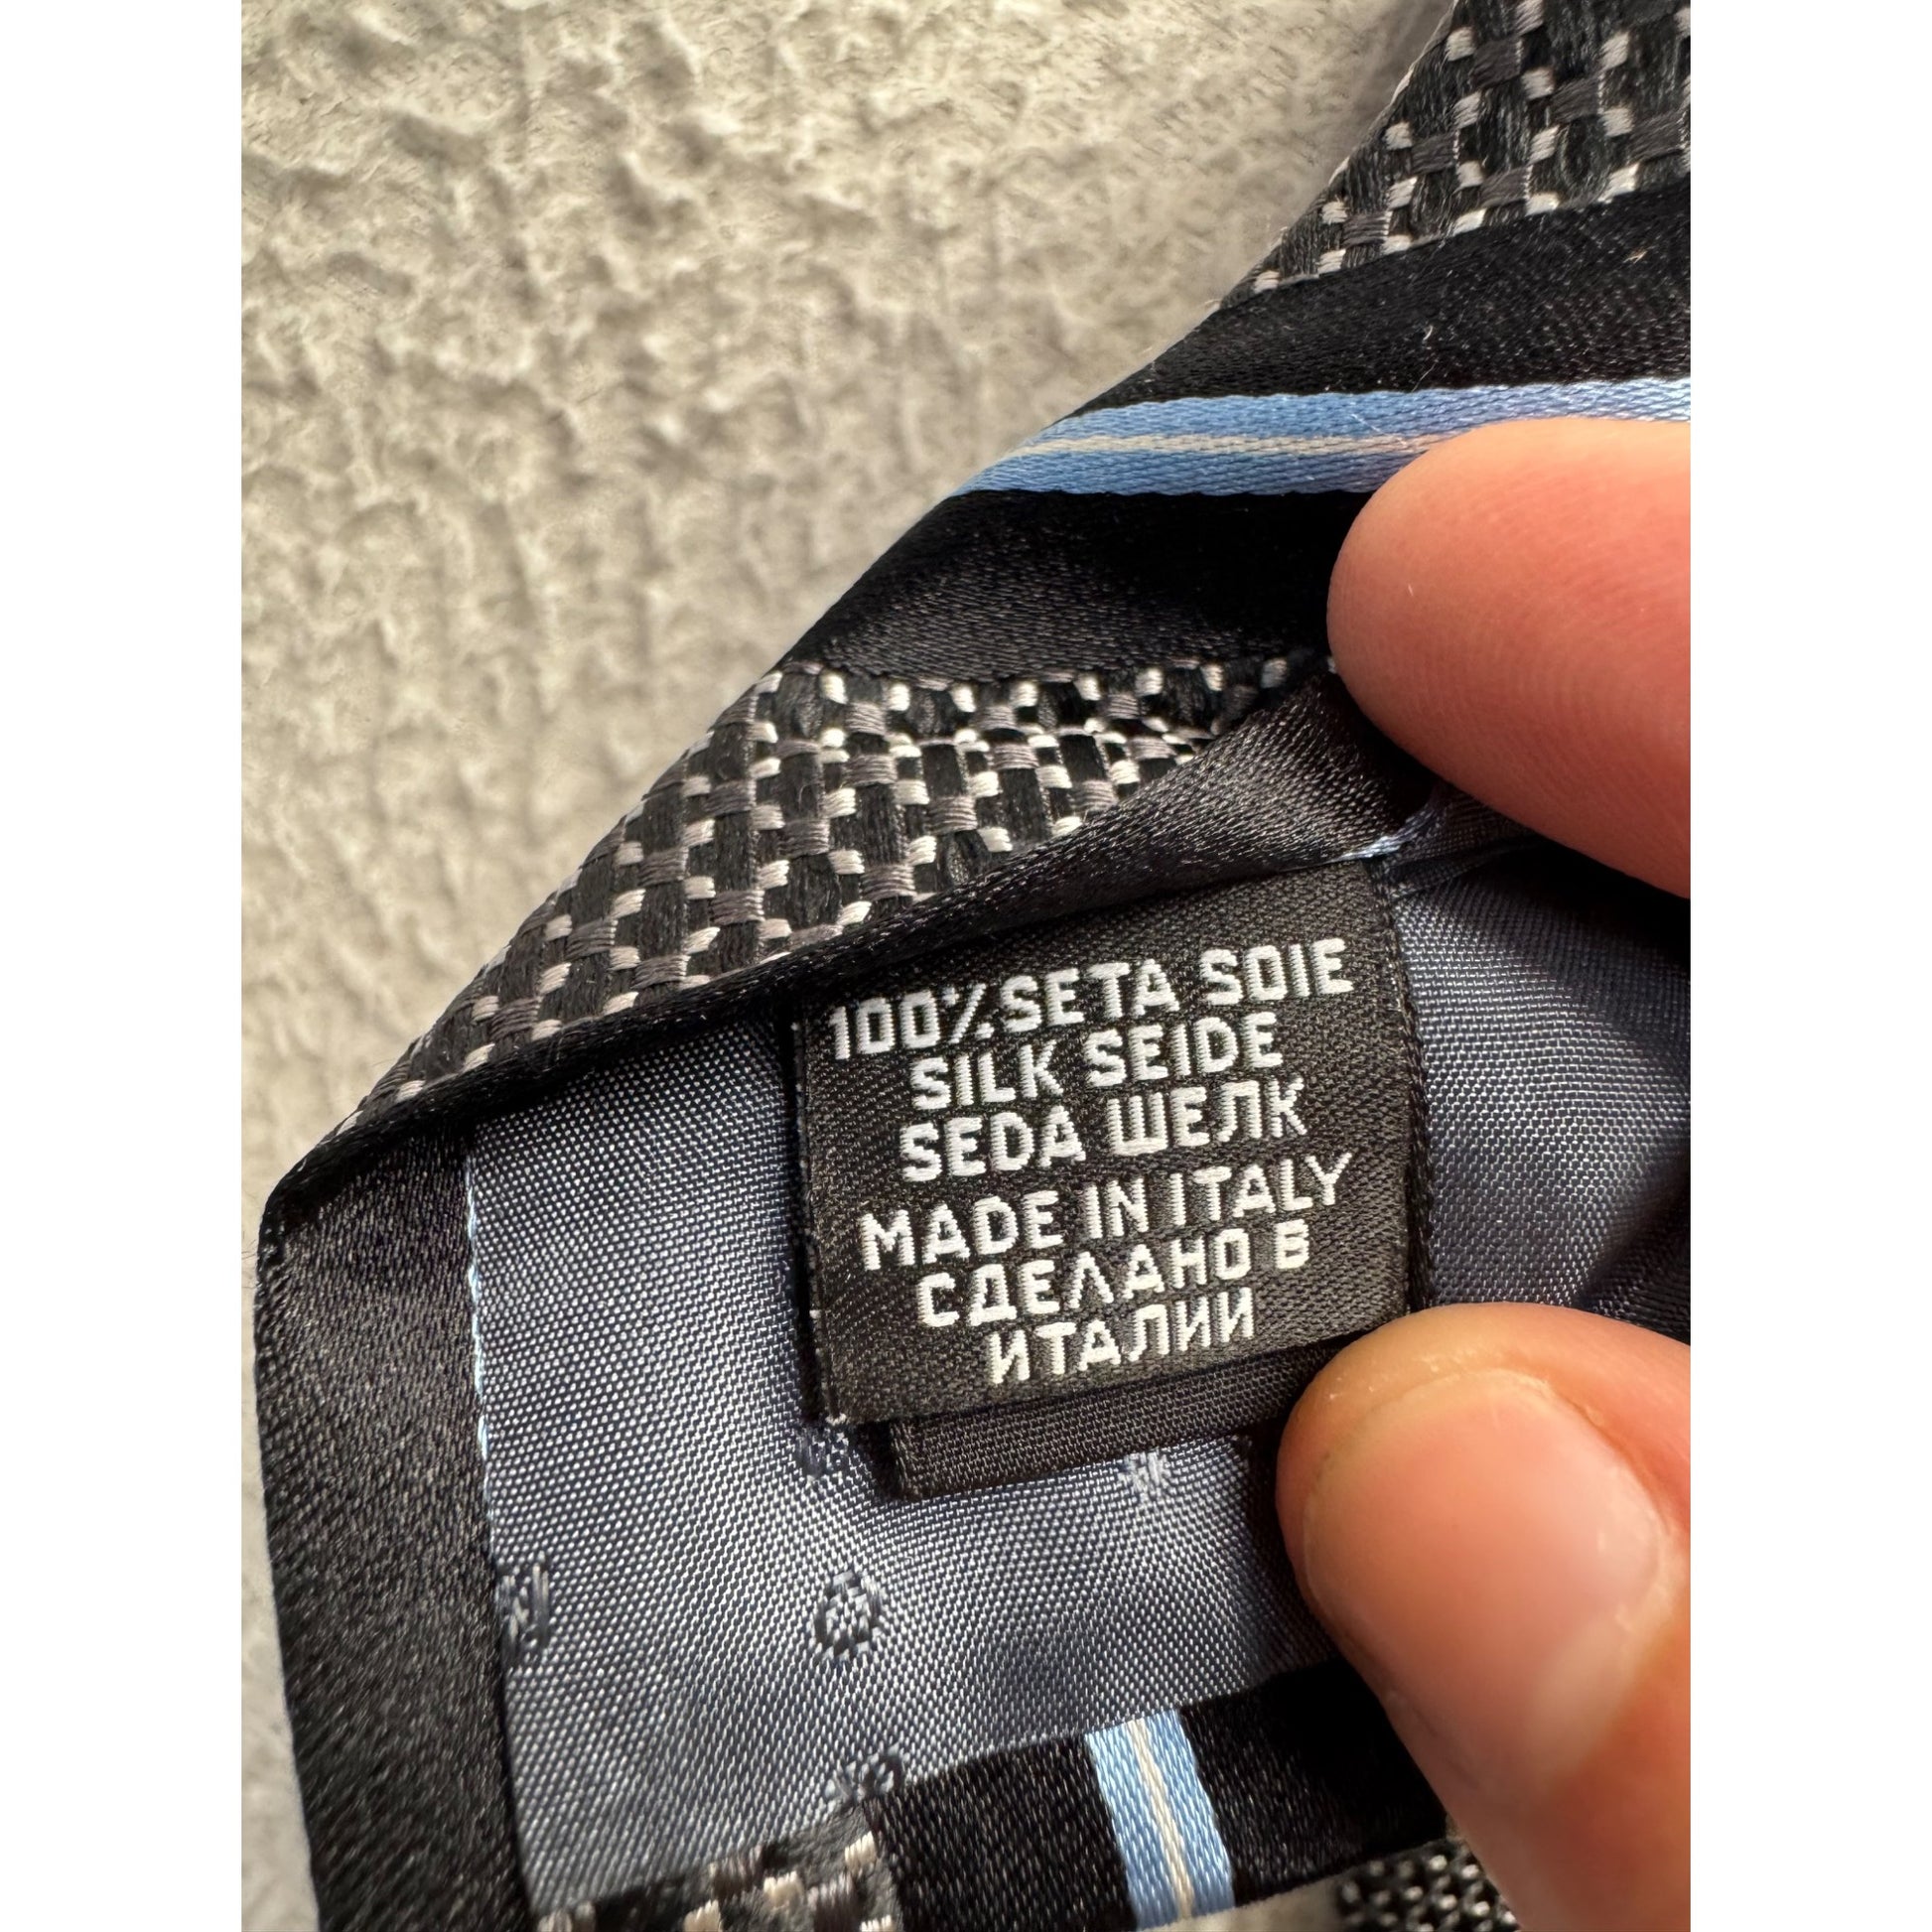 100% SETA SOIE
SILK SEIDE
SEDA ШЕЛК
MADE IN ITALY
СДЕЛАНО В
ИТАЛИИ